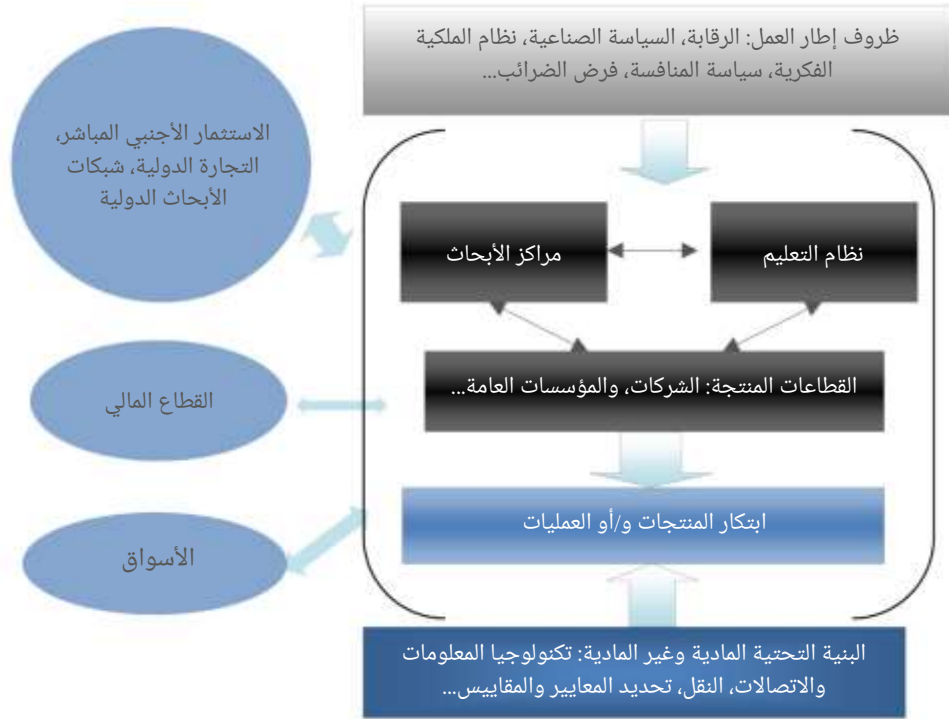 ظروف إطار العمل: الرقابة، السياسة الصناعية، نظام الملكية
الفكرية، سياسة المنافسة، فرض الضرائب...
الاستثمار الأجنبي المباشر،
التجارة الدولية، شبكات
الأبحاث الدولية
نظام التعليم
مراكز الأبحاث
القطاعات المنتجة: الشركات، والمؤسسات العامة...
القطاع المالي
ابتكار المنتجات و/أو العمليات
الأسواق
البنية التحتية المادية وغير المادية: تكنولوجيا المعلومات
والاتصالات، النقل، تحديد المعايير والمقاييس...